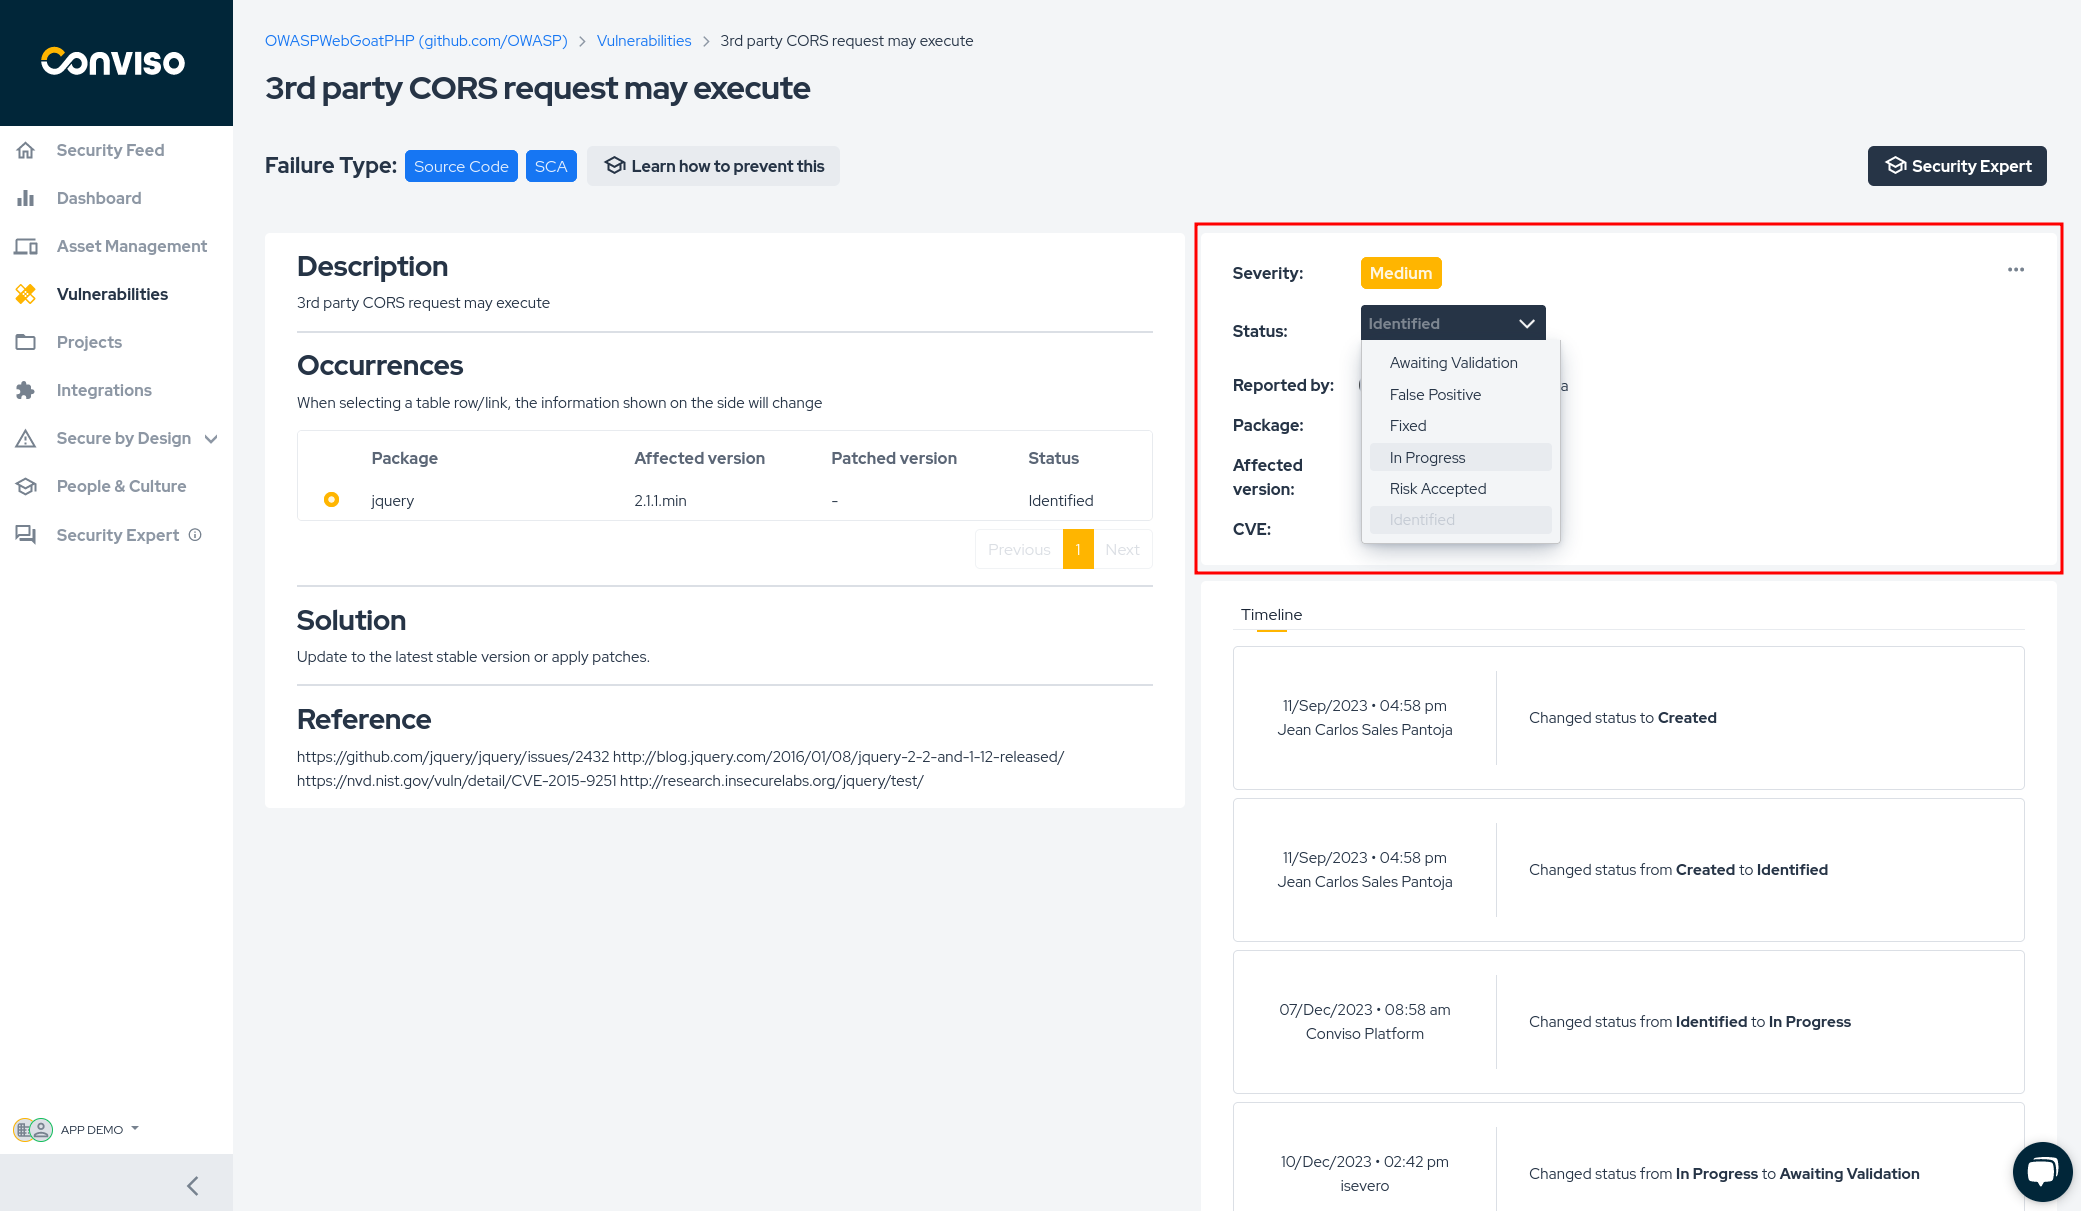 Conviso
Security Feed
Dashboard
Asset Management
Vulnerabilities
Projects
Integrations
Secure by Design
People & Culture
Security Expert
APP DEMO
OWASPWebGoatPHP (github.com/OWASP) > Vulnerabilities > 3rd party CORS request may execute
3rd party CORS request may execute
Failure Type: Source Code SCA Learn how to prevent this
Security Expert
Description
3rd party CORS request may execute
Occurrences
When selecting a table row/link, the information shown on the side will change
Package Affected version Patched version Status
jquery 2.1.1.min - Identified
Previous 1 Next
Solution
Update to the latest stable version or apply patches.
Reference
https://github.com/jquery/jquery/issues/2432 http://blog.jquery.com/2016/01/08/jquery-2-2-and-1-12-released/
https://nvd.nist.gov/vuln/detail/CVE-2015-9251 http://research.insecurelabs.org/jquery/test/
Severity: Medium
Status: Identified
Awaiting Validation
False Positive
Fixed
In Progress
Risk Accepted
Identified
Reported by: a
Package:
Affected
version:
CVE:
Timeline
11/Sep/2023 • 04:58 pm
Jean Carlos Sales Pantoja
Changed status to Created
11/Sep/2023 • 04:58 pm
Jean Carlos Sales Pantoja
Changed status from Created to Identified
07/Dec/2023 • 08:58 am
Conviso Platform
Changed status from Identified to In Progress
10/Dec/2023 • 02:42 pm
isevero
Changed status from In Progress to Awaiting Validation